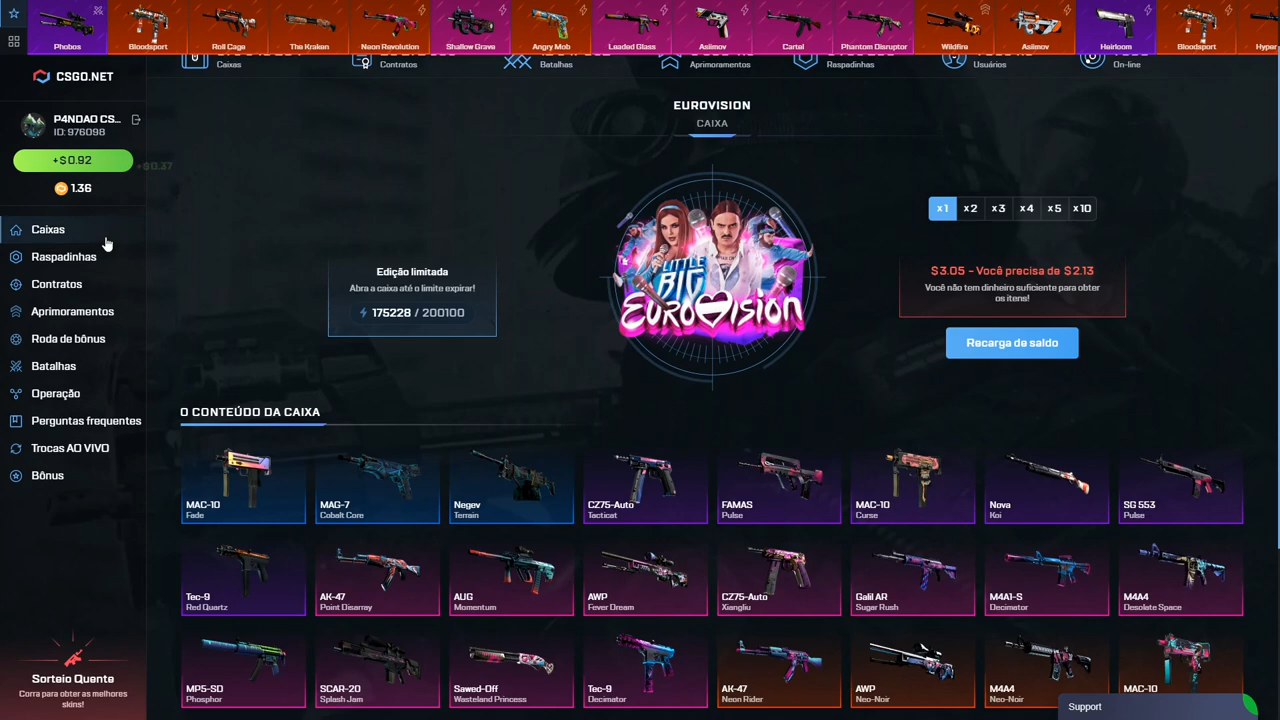 Phobos
Bloodsport
Roll Cage
The Kraken
Neon Revolution
Shallow Grave
Angry Mob
Leaded Glass
Asiimov
Cartel
Phantom Disruptor
Wildfire
Asiimov
Heirloom
Bloodsport
Hyper
CSGO.NET
Caixas
Contratos
Batalhas
Aprimoramentos
Raspadinhas
Usuários
On-line
P4NDAO CS...
ID: 976098
+$0.92
+$0.37
1.36
Caixas
Raspadinhas
Contratos
Aprimoramentos
Roda de bônus
Batalhas
Operação
Perguntas frequentes
Trocas AO VIVO
Bônus
Sorteio Quente
Corra para obter as melhores
skins!
EUROVISION
CAIXA
Edição limitada
Abra a caixa até o limite expirar!
175228 / 200100
LITTLE
BIG
EUROVISION
x1
x2
x3
x4
x5
x10
$3.05 - Você precisa de $2.13
Você não tem dinheiro suficiente para obter
os itens!
Recarga de saldo
O CONTEÚDO DA CAIXA
MAC-10
Fade
MAG-7
Cobalt Core
Negev
Terrain
CZ75-Auto
Tacticat
FAMAS
Pulse
MAC-10
Curse
Nova
Koi
SG 553
Pulse
Tec-9
Red Quartz
AK-47
Point Disarray
AUG
Momentum
AWP
Fever Dream
CZ75-Auto
Xiangliu
Galil AR
Sugar Rush
M4A1-S
Decimator
M4A4
Desolate Space
MP5-SD
Phosphor
SCAR-20
Splash Jam
Sawed-Off
Wasteland Princess
Tec-9
Decimator
AK-47
Neon Rider
AWP
Neo-Noir
M4A4
Neo-Noir
MAC-10
Support